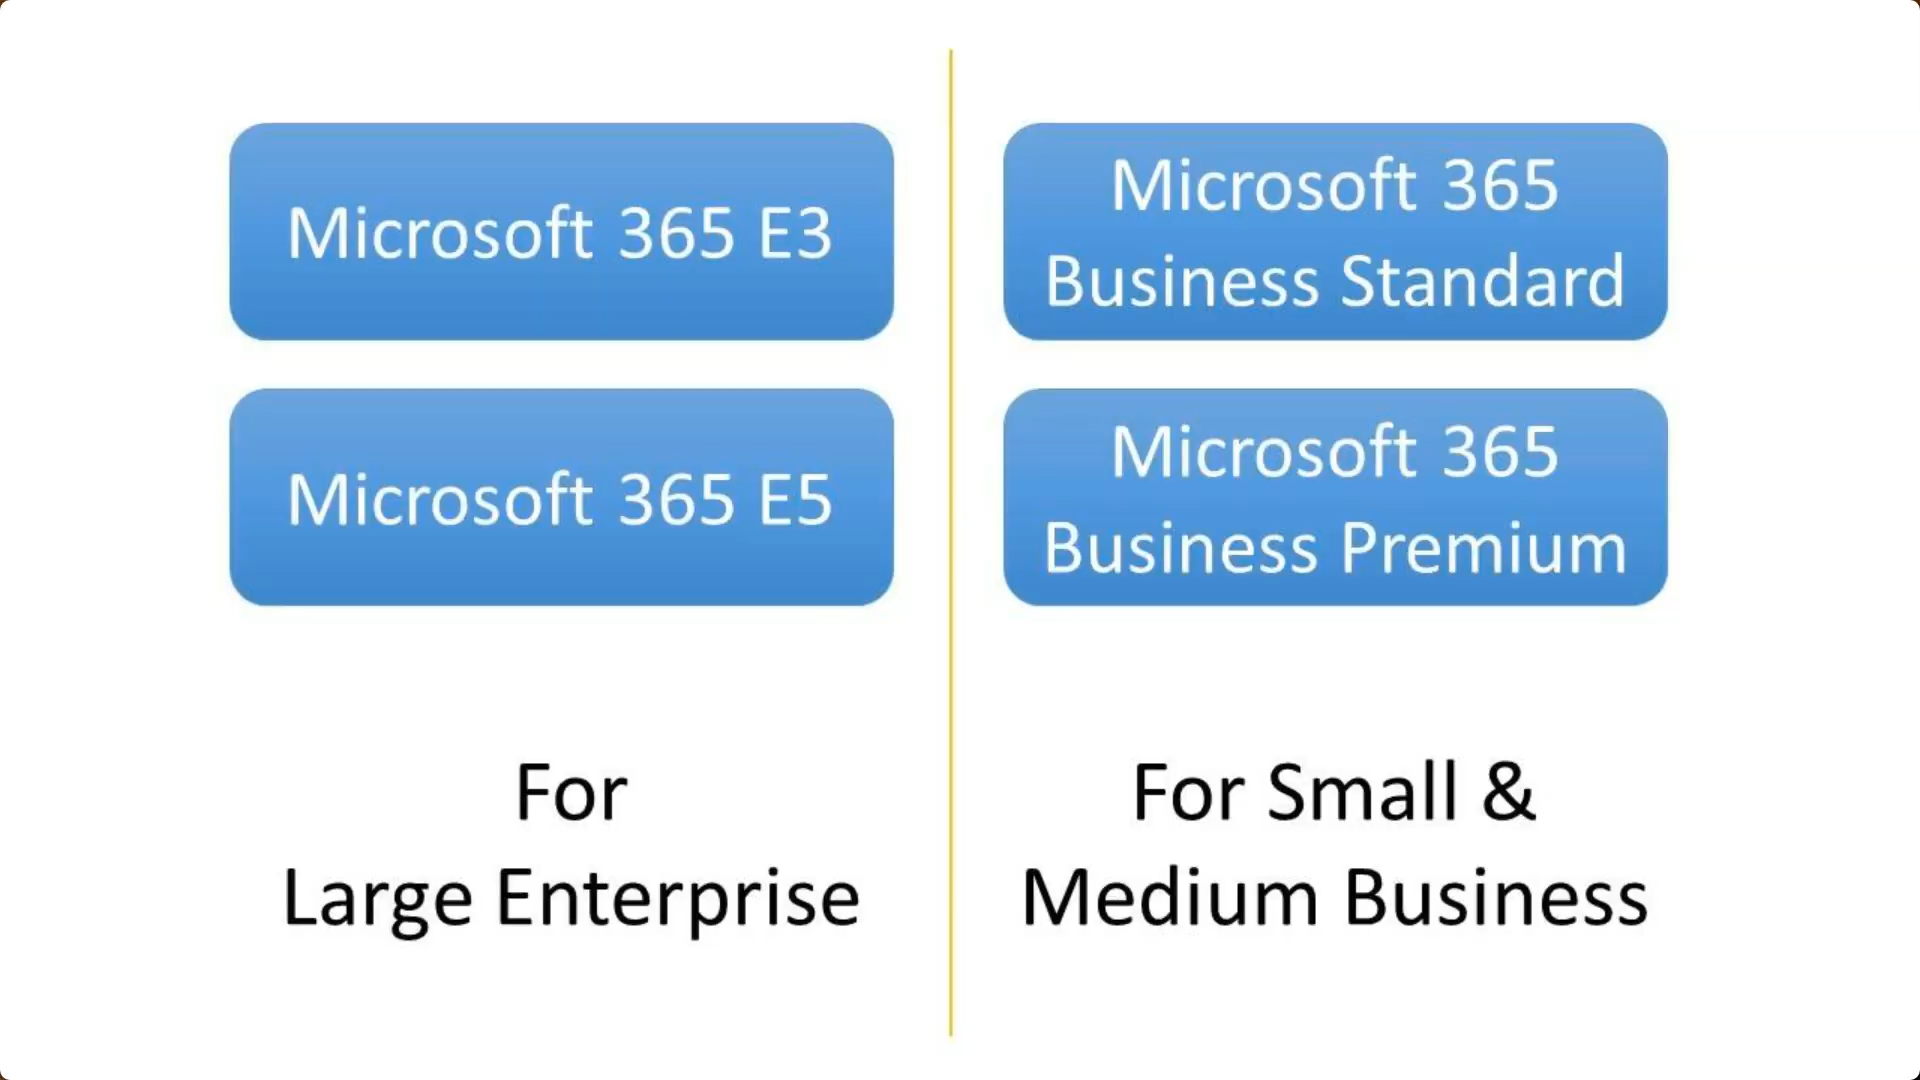 Microsoft 365 E3
Microsoft 365 E5
For
Large Enterprise
Microsoft 365
Business Standard
Microsoft 365
Business Premium
For Small &
Medium Business